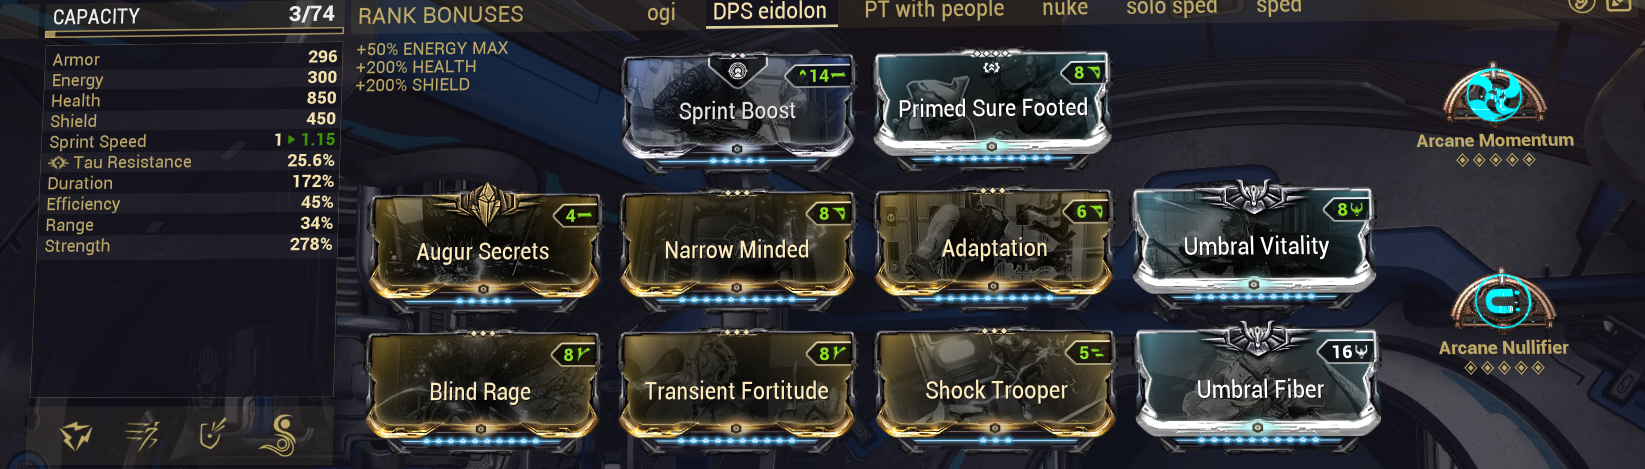 CAPACITY 3/74
RANK BONUSES
ogi
DPS eidolon
PT with people
nuke
solo sped
sped
+50% ENERGY MAX
+200% HEALTH
+200% SHIELD
Armor 296
Energy 300
Health 850
Shield 450
Sprint Speed 1 ▸ 1.15
Tau Resistance 25.6%
Duration 172%
Efficiency 45%
Range 34%
Strength 278%
14
Sprint Boost
8
Primed Sure Footed
Arcane Momentum
4
Augur Secrets
8
Narrow Minded
6
Adaptation
8
Umbral Vitality
8
Blind Rage
8
Transient Fortitude
5
Shock Trooper
16
Umbral Fiber
Arcane Nullifier